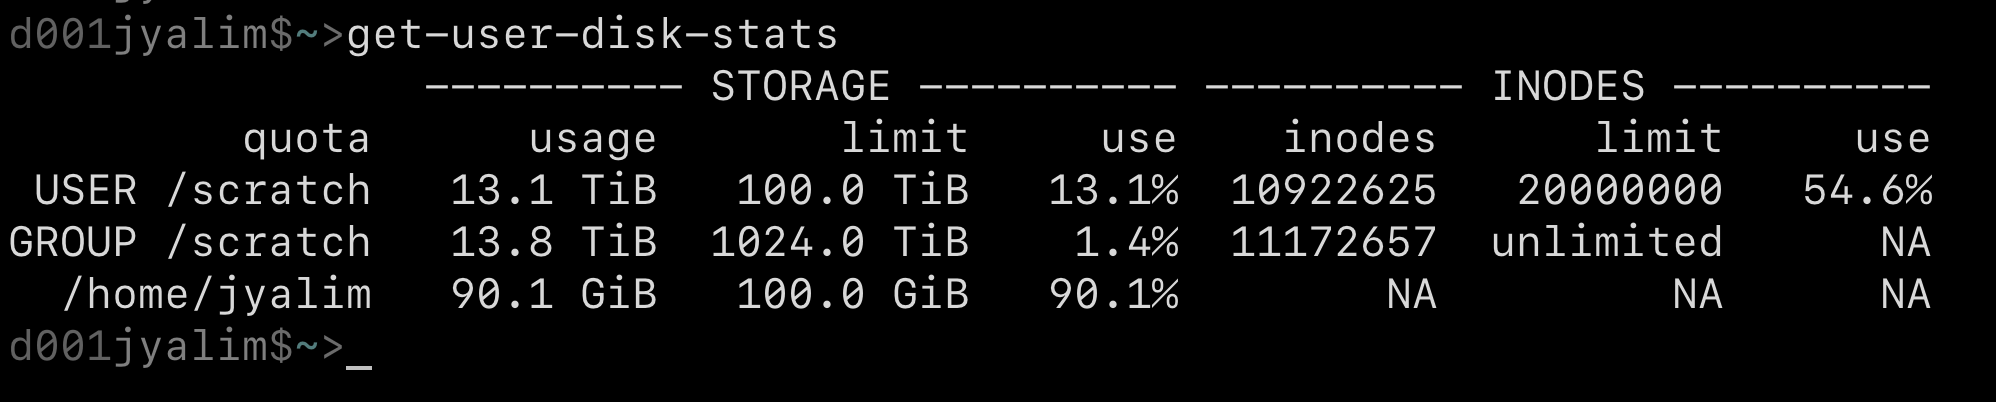 d001jyalim$~>get-user-disk-stats
---------- STORAGE ---------- ---------- INODES ----------
quota usage limit use inodes limit use
USER /scratch 13.1 TiB 100.0 TiB 13.1% 10922625 20000000 54.6%
GROUP /scratch 13.8 TiB 1024.0 TiB 1.4% 11172657 unlimited NA
/home/jyalim 90.1 GiB 100.0 GiB 90.1% NA NA NA
d001jyalim$~>_